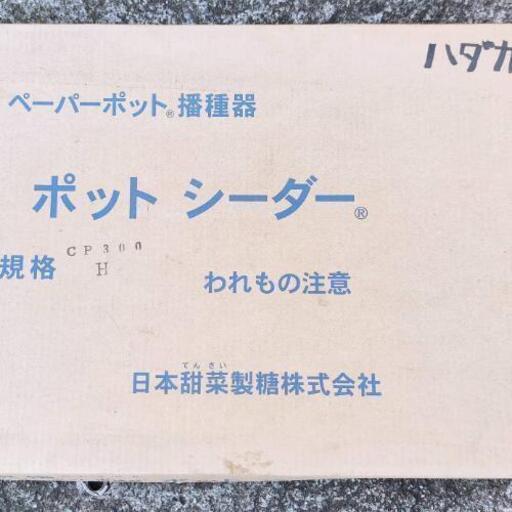 ハダカ
ペーパーポット®播種器
ポット シーダー®
規格 CP300
H
われもの注意
てんさい
日本甜菜製糖株式会社